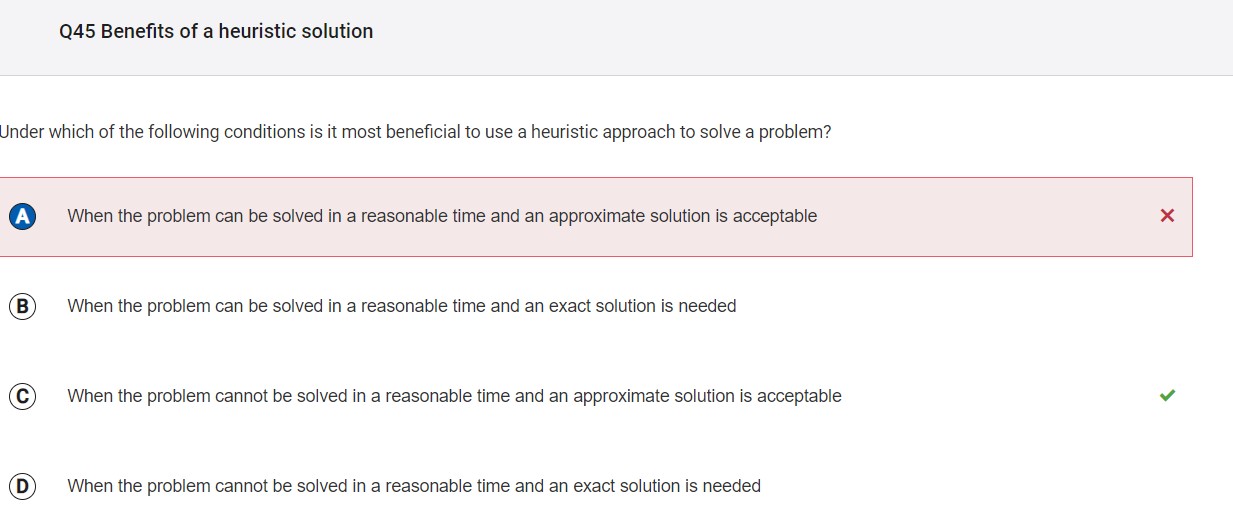 Q45 Benefits of a heuristic solution
Under which of the following conditions is it most beneficial to use a heuristic approach to solve a problem?
A When the problem can be solved in a reasonable time and an approximate solution is acceptable
B When the problem can be solved in a reasonable time and an exact solution is needed
C When the problem cannot be solved in a reasonable time and an approximate solution is acceptable
D When the problem cannot be solved in a reasonable time and an exact solution is needed